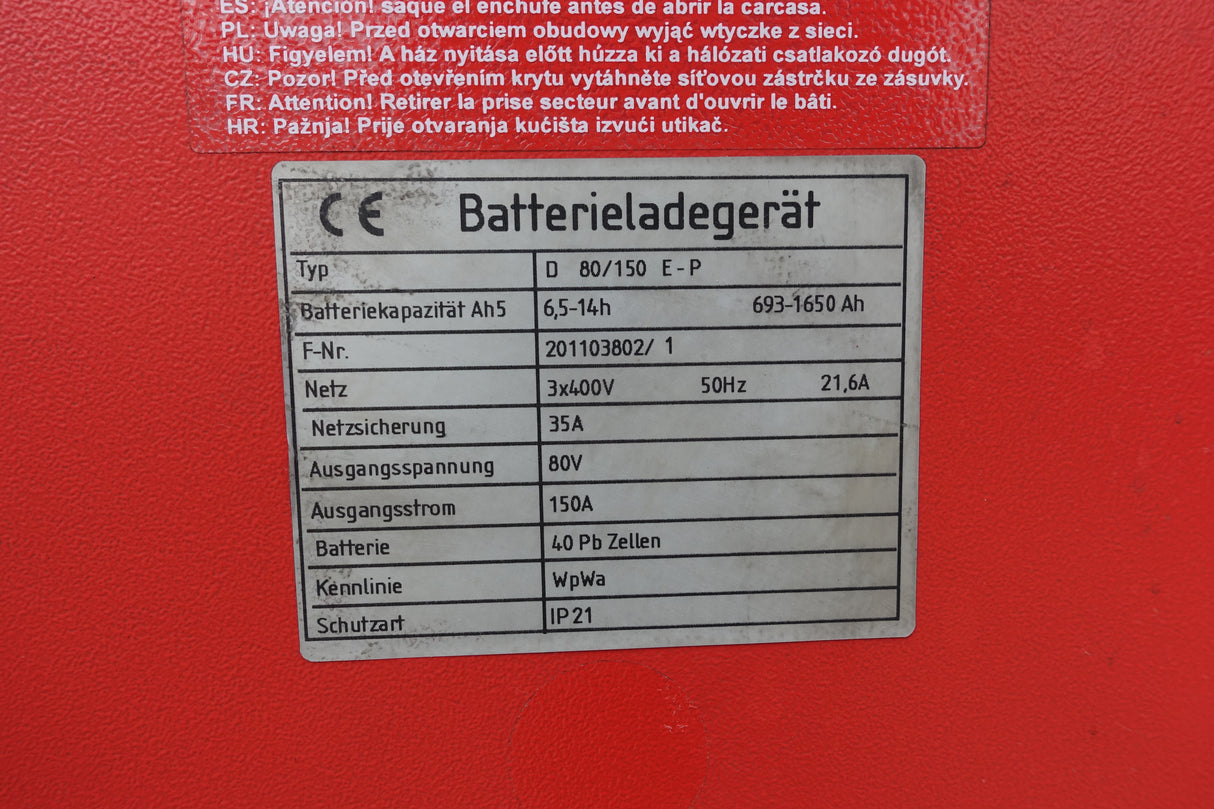 ES: ¡Atención! saque el enchufe antes de abrir la carcasa.
PL: Uwaga! Przed otwarciem obudowy wyjąć wtyczke z sieci.
HU: Figyelem! A ház nyitása előtt húzza ki a hálózati csatlakozó dugót.
CZ: Pozor! Před otevřením krytu vytáhněte síťovou zástrčku ze zásuvky.
FR: Attention! Retirer la prise secteur avant d'ouvrir le bâti.
HR: Pažnja! Prije otvaranja kućišta izvući utikač.
CE Batterieladegerät
Typ D 80/150 E-P
Batteriekapazität Ah5 6,5-14h 693-1650 Ah
F-Nr. 201103802/ 1
Netz 3x400V 50Hz 21,6A
Netzsicherung 35A
Ausgangsspannung 80V
Ausgangsstrom 150A
Batterie 40 Pb Zellen
Kennlinie WpWa
Schutzart IP21